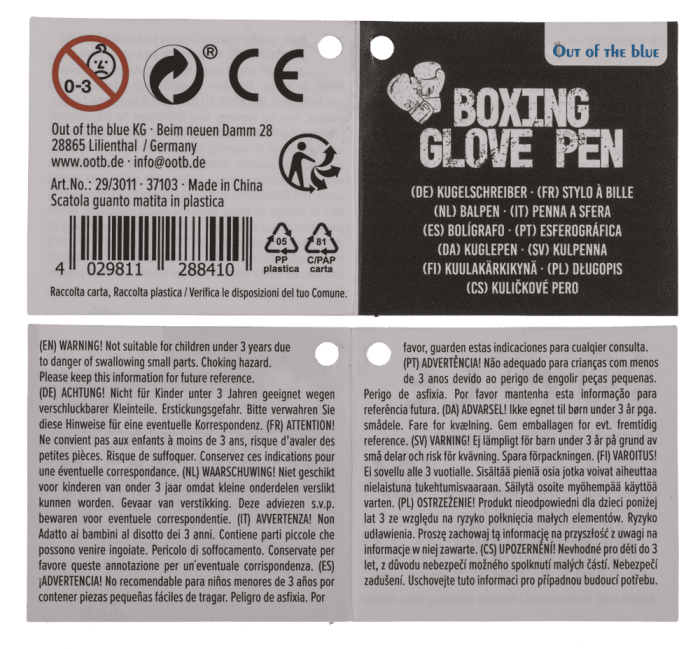 0-3
®
CE
Out of the blue KG · Beim neuen Damm 28
28865 Lilienthal / Germany
www.ootb.de · info@ootb.de
Art.No.: 29/3011 · 37103 · Made in China
Scatola guanto matita in plastica
4 029811 288410
05
PP
plastica
81
C/PAP
carta
Raccolta carta, Raccolta plastica / Verifica le disposizioni del tuo Comune.
OUT OF THE BLUE
BOXING
GLOVE PEN
(DE) KUGELSCHREIBER · (FR) STYLO À BILLE
(NL) BALPEN · (IT) PENNA A SFERA
(ES) BOLÍGRAFO · (PT) ESFEROGRÁFICA
(DA) KUGLEPEN · (SV) KULPENNA
(FI) KUULAKÄRKIKYNÄ · (PL) DŁUGOPIS
(CS) KULIČKOVÉ PERO
(EN) WARNING! Not suitable for children under 3 years due
to danger of swallowing small parts. Choking hazard.
Please keep this information for future reference.
(DE) ACHTUNG! Nicht für Kinder unter 3 Jahren geeignet wegen
verschluckbarer Kleinteile. Erstickungsgefahr. Bitte verwahren Sie
diese Hinweise für eine eventuelle Korrespondenz. (FR) ATTENTION!
Ne convient pas aux enfants à moins de 3 ans, risque d'avaler des
petites pièces. Risque de suffoquer. Conservez ces indications pour
une éventuelle correspondance. (NL) WAARSCHUWING! Niet geschikt
voor kinderen van onder 3 jaar omdat kleine onderdelen verslikt
kunnen worden. Gevaar van verstikking. Deze adviezen s.v.p.
bewaren voor eventuele correspondentie. (IT) AVVERTENZA! Non
Adatto ai bambini al disotto dei 3 anni. Contiene parti piccole che
possono venire ingoiate. Pericolo di soffocamento. Conservate per
favore queste annotazione per un'eventuale corrispondenza. (ES)
¡ADVERTENCIA! No recomendable para niños menores de 3 años por
contener piezas pequeñas fáciles de tragar. Peligro de asfixia. Por
favor, guarden estas indicaciones para cualqier consulta.
(PT) ADVERTÊNCIA! Não adequado para crianças com menos
de 3 anos devido ao perigo de engolir peças pequenas.
Perigo de asfixia. Por favor mantenha esta informação para
referência futura. (DA) ADVARSEL! Ikke egnet til børn under 3 år pga.
smådele. Fare for kvælning. Gem emballagen for evt. fremtidig
reference. (SV) VARNING! Ej lämpligt för barn under 3 år på grund av
små delar och risk för kvävning. Spara förpackningen. (FI) VAROITUS!
Ei sovellu alle 3 vuotialle. Sisältää pieniä osia jotka voivat aiheuttaa
nielaistuna tukehtumisvaaraan. Säilytä osoite myöhempää käyttöä
varten. (PL) OSTRZEŻENIE! Produkt nieodpowiedni dla dzieci poniżej
lat 3 ze względu na ryzyko połknięcia małych elementów. Ryzyko
udławienia. Proszę zachowaj tą informację na przyszłość z uwagi na
informacje w niej zawarte. (CS) UPOZERNĚNÍ! Nevhodné pro děti do 3
let, z důvodu nebezpečí možného spolknutí malých částí. Nebezpečí
zadušení. Uschovejte tuto informaci pro případnou budoucí potřebu.